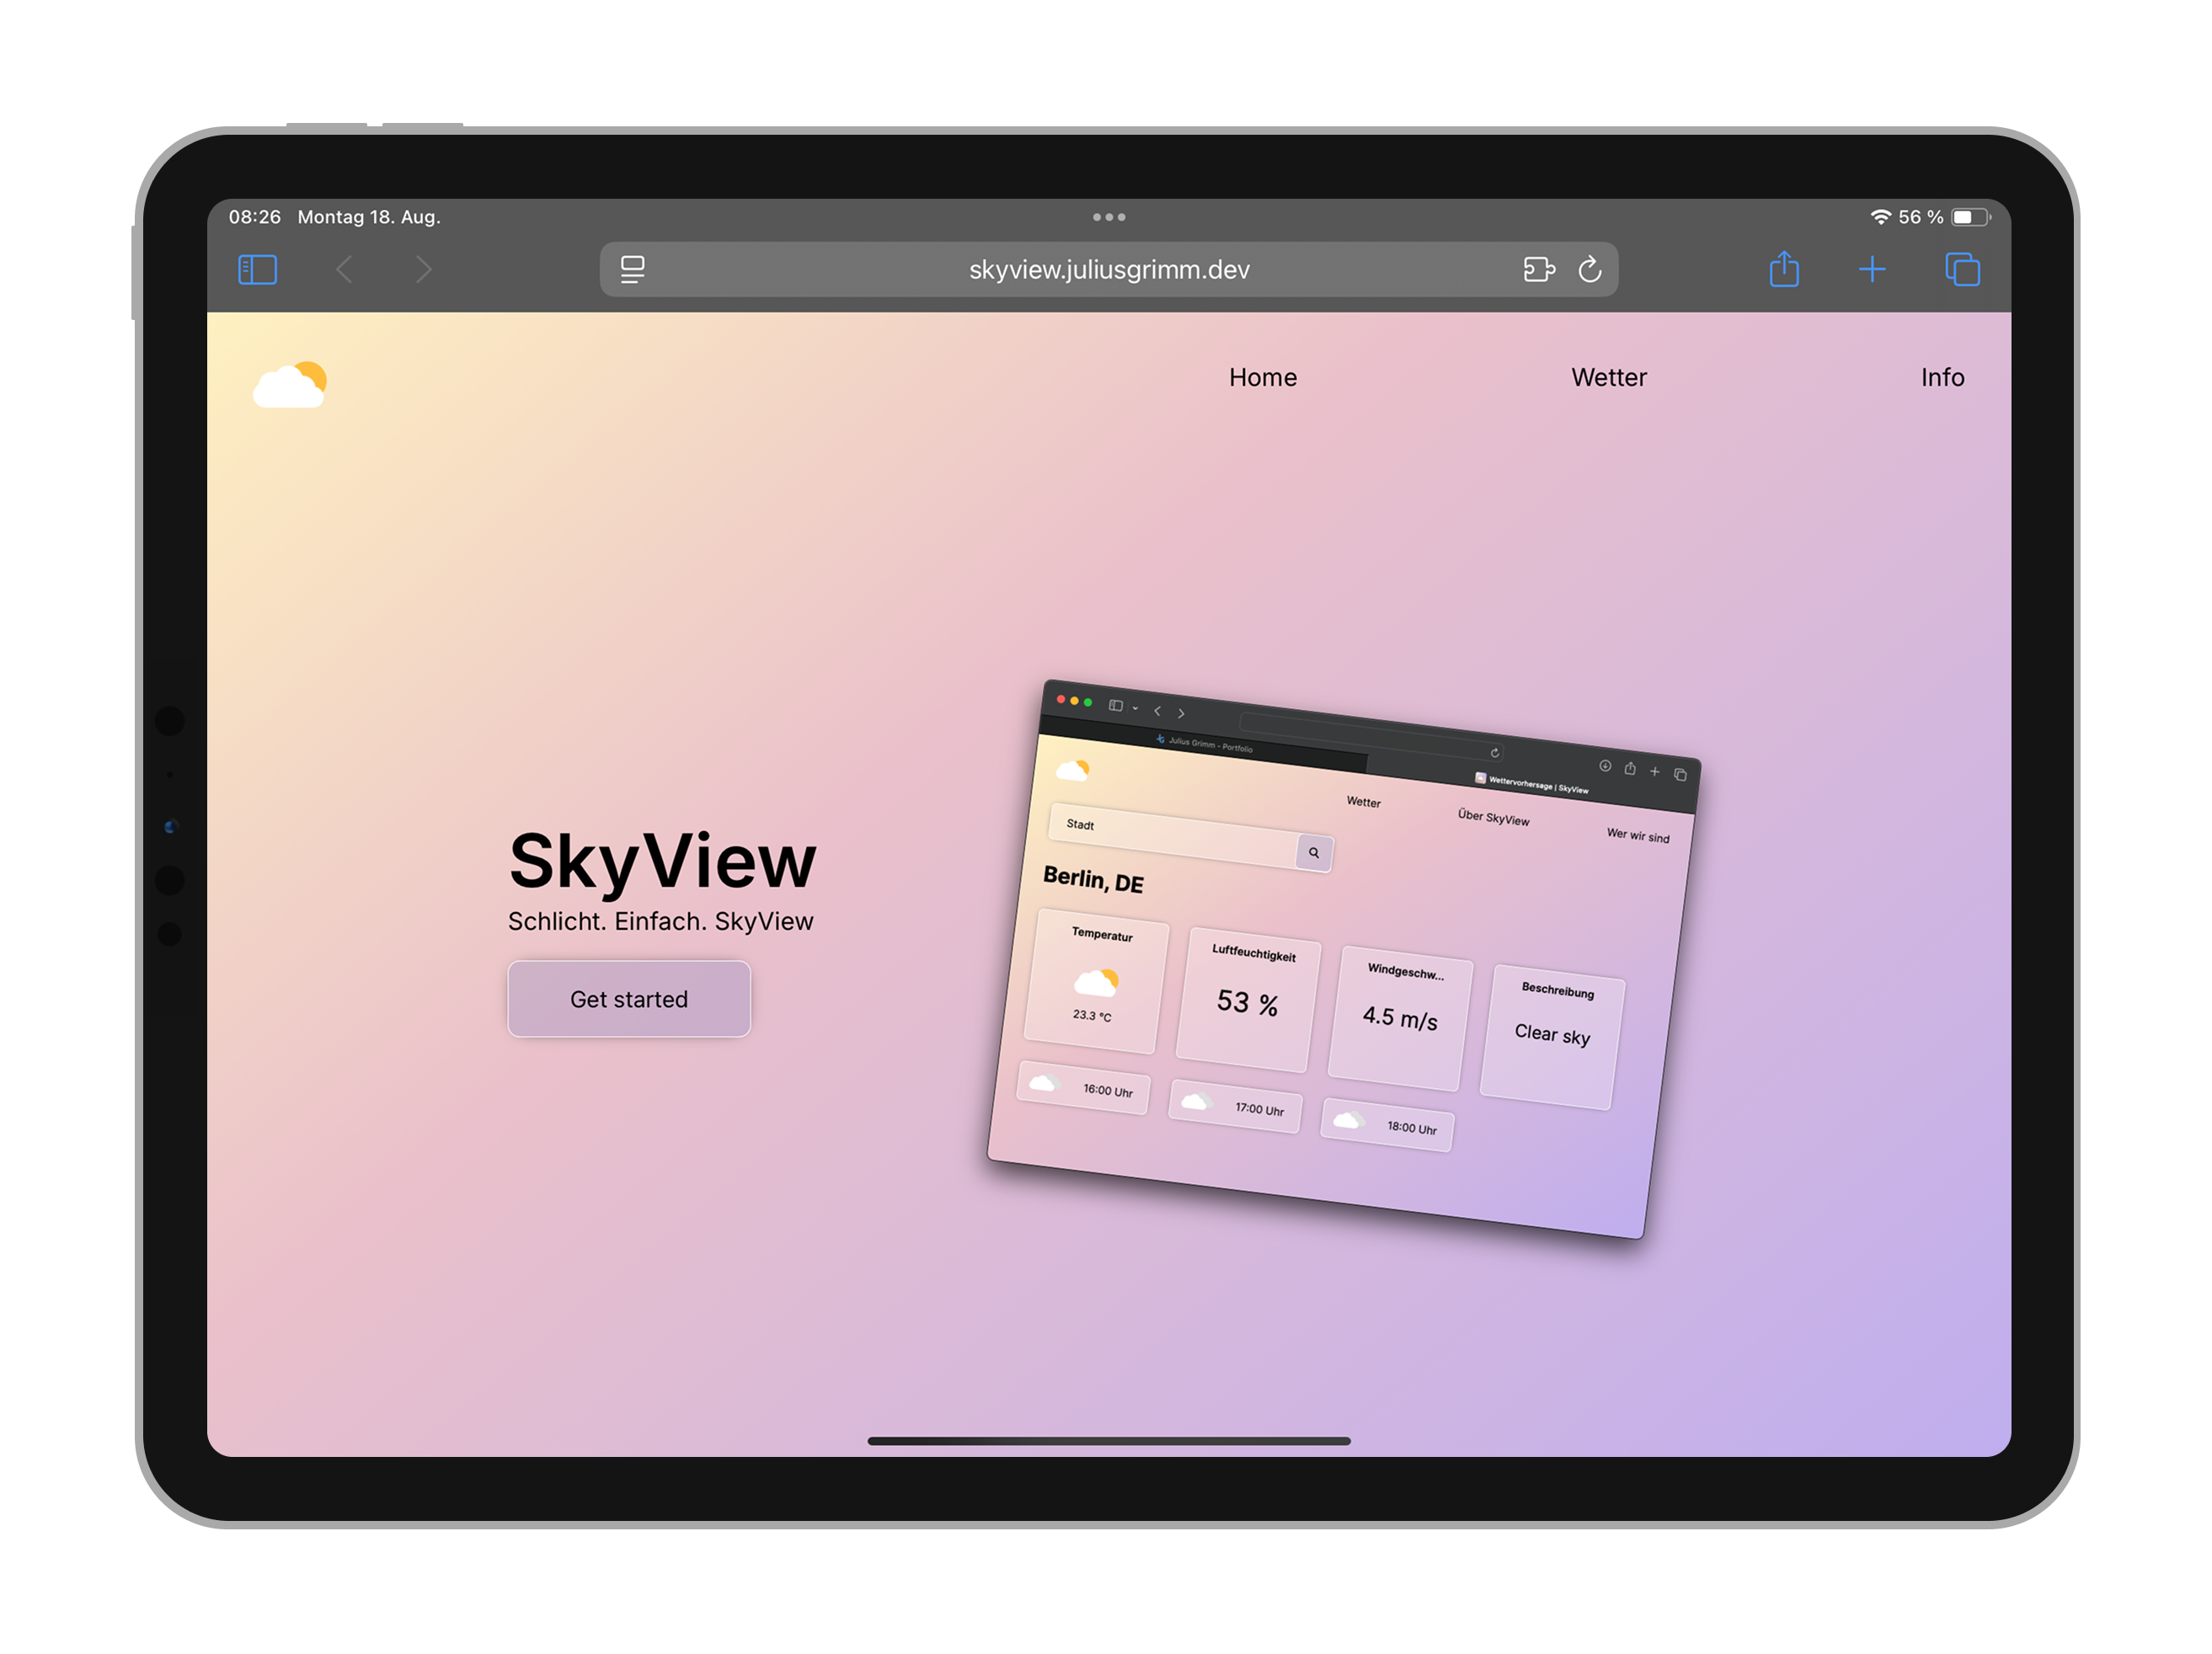 08:26 Montag 18. Aug.
56 %
skyview.juliusgrimm.dev
Home Wetter Info
SkyView
Schlicht. Einfach. SkyView
Get started
Julius Grimm - Portfolio
Wettervorhersage | SkyView
Wetter Über SkyView Wer wir sind
Stadt
Berlin, DE
Temperatur
23.3 °C
Luftfeuchtigkeit
53 %
Windgeschw...
4.5 m/s
Beschreibung
Clear sky
16:00 Uhr
17:00 Uhr
18:00 Uhr